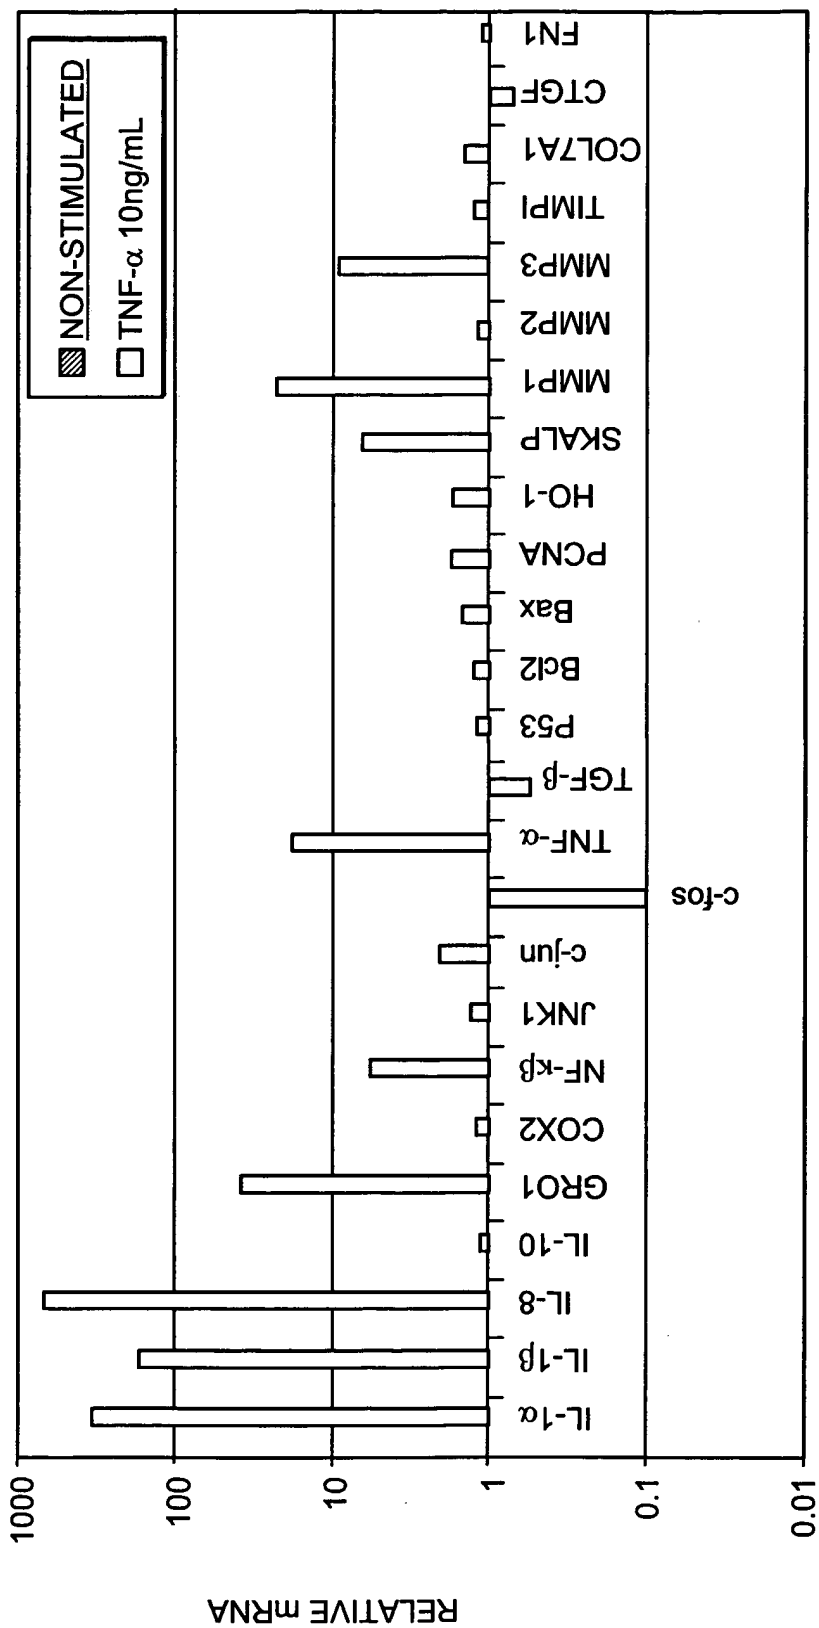 NON-STIMULATED
TNF-α 10ng/mL
1000
100
10
1
0.1
0.01
RELATIVE mRNA
IL-1α
IL-1β
IL-8
IL-10
GRO1
COX2
NF-κβ
JNK1
c-jun
c-fos
TNF-α
TGF-β
P53
Bcl2
Bax
PCNA
HO-1
SKALP
MMP1
MMP2
MMP3
TIMPI
COL7A1
CTGF
FN1